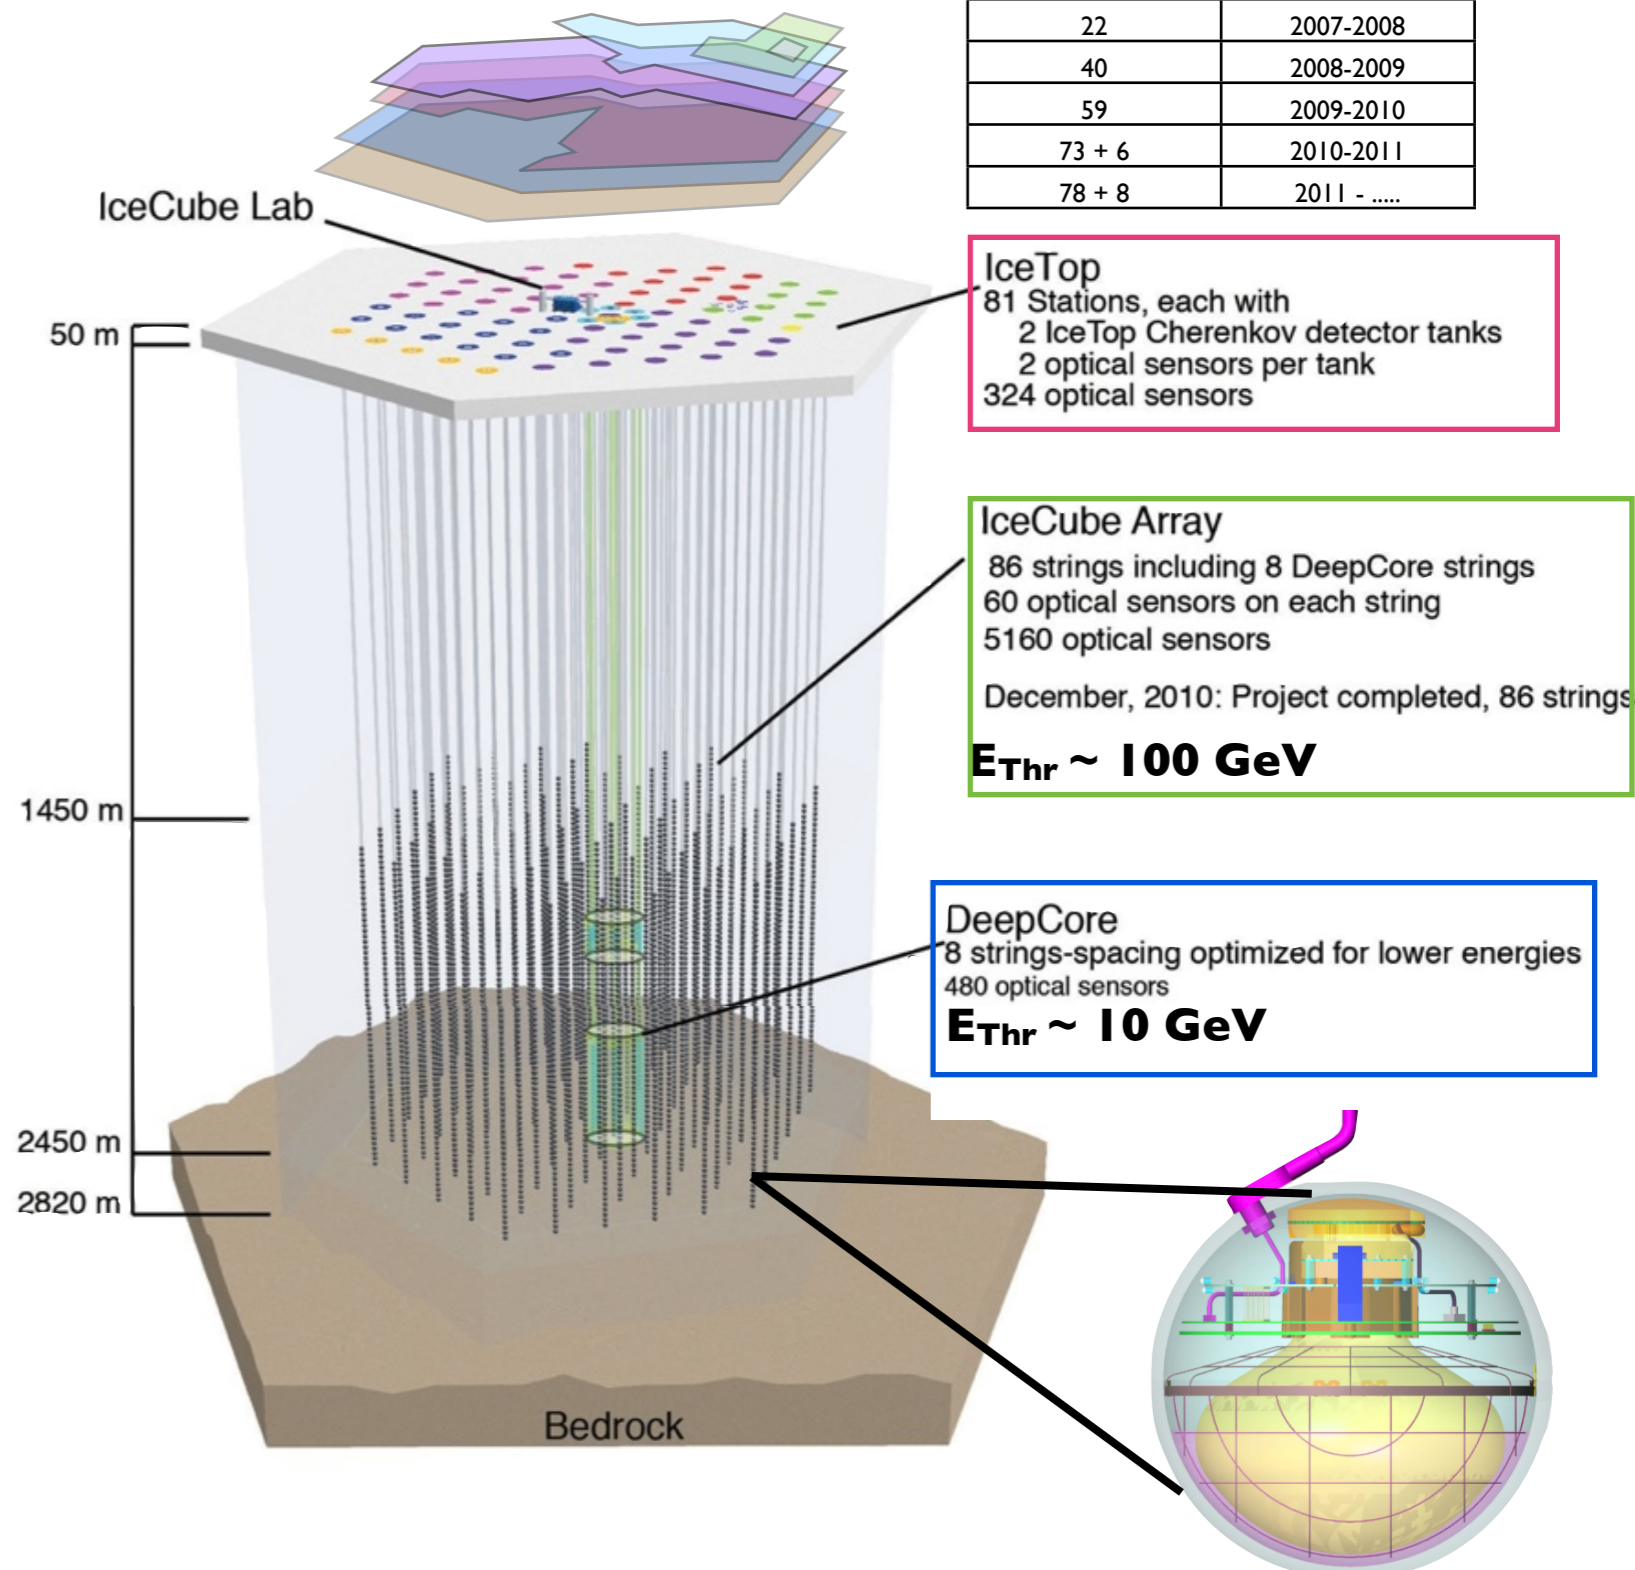 22 2007-2008
40 2008-2009
59 2009-2010
73 + 6 2010-2011
78 + 8 2011 - .....
IceCube Lab
50 m
1450 m
2450 m
2820 m
IceTop
81 Stations, each with
2 IceTop Cherenkov detector tanks
2 optical sensors per tank
324 optical sensors
IceCube Array
86 strings including 8 DeepCore strings
60 optical sensors on each string
5160 optical sensors
December, 2010: Project completed, 86 strings
EThr ~ 100 GeV
DeepCore
8 strings-spacing optimized for lower energies
480 optical sensors
EThr ~ 10 GeV
Bedrock